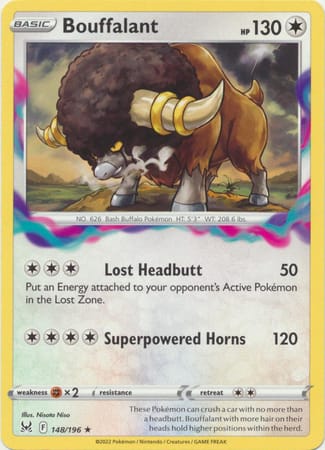 BASIC Bouffalant HP 130
NO. 626 Bash Buffalo Pokémon HT: 5'3" WT: 208.6 lbs.
Lost Headbutt 50
Put an Energy attached to your opponent's Active Pokémon
in the Lost Zone.
Superpowered Horns 120
weakness ×2 resistance retreat
Illus. Nisota Niso
F 148/196 ★
These Pokémon can crush a car with no more than
a headbutt. Bouffalant with more hair on their
heads hold higher positions within the herd.
©2022 Pokémon / Nintendo / Creatures / GAME FREAK